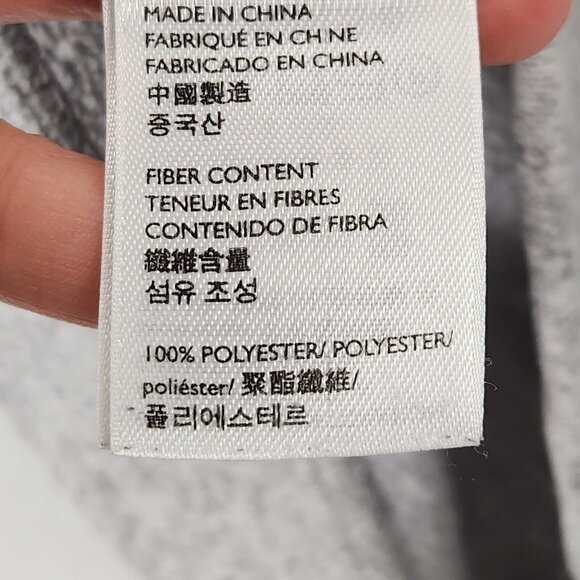 MADE IN CHINA
FABRIQUÉ EN CHINE
FABRICADO EN CHINA
中國製造
중국산
FIBER CONTENT
TENEUR EN FIBRES
CONTENIDO DE FIBRA
纖維含量
섬유 조성
100% POLYESTER/ POLYESTER/
poliéster/ 聚酯纖維/
폴리에스테르